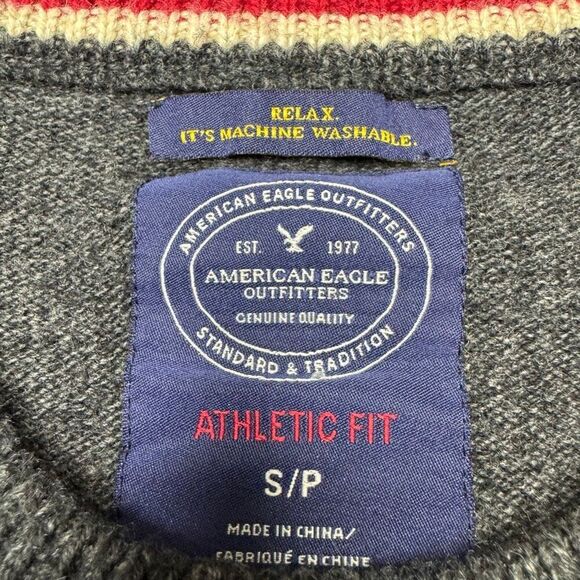 RELAX.
IT'S MACHINE WASHABLE.
AMERICAN EAGLE OUTFITTERS
EST. 1977
AMERICAN EAGLE
OUTFITTERS
GENUINE QUALITY
STANDARD & TRADITION
ATHLETIC FIT
S/P
MADE IN CHINA/
FABRIQUÉ EN CHINE